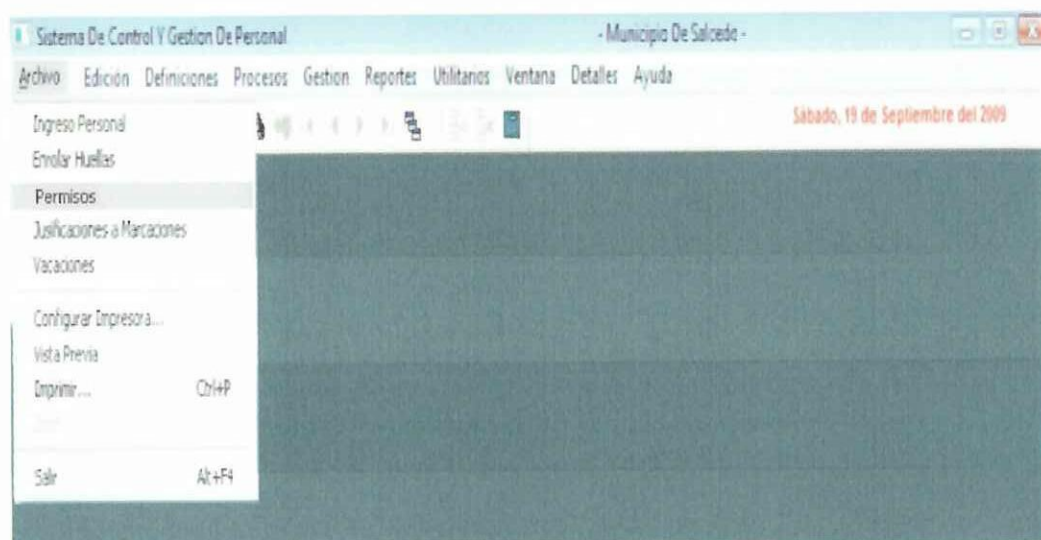 Sistema De Control Y Gestion De Personal - Municipio De Salcedo -
Archivo Edición Definiciones Procesos Gestion Reportes Utilitarios Ventana Detalles Ayuda
Sábado, 19 de Septiembre del 2009
Ingreso Personal
Enrolar Huellas
Permisos
Justificaciones a Marcaciones
Vacaciones
Configurar Impresora...
Vista Previa
Imprimir... Ctrl+P
Salir Alt+F4